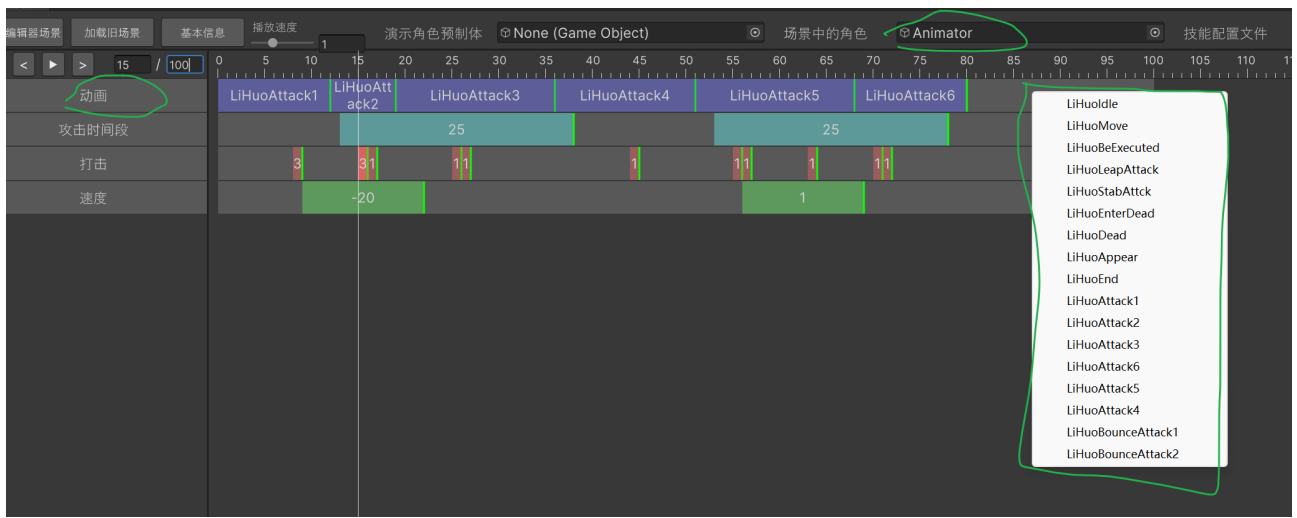 编辑器场景 加载旧场景 基本信息 播放速度 1 演示角色预制体 None (Game Object) 场景中的角色 Animator 技能配置文件
< > 15 / 100 0 5 10 15 20 25 30 35 40 45 50 55 60 65 70 75 80 85 90 95 100 105 110 11
动画 LiHuoAttack1 LiHuoAtt
ack2 LiHuoAttack3 LiHuoAttack4 LiHuoAttack5 LiHuoAttack6
攻击时间段 25 25
打击 3 3 1 1 1 1 1 1 1 1 1
速度 -20 1
LiHuoIdle
LiHuoMove
LiHuoBeExecuted
LiHuoLeapAttack
LiHuoStabAttck
LiHuoEnterDead
LiHuoDead
LiHuoAppear
LiHuoEnd
LiHuoAttack1
LiHuoAttack2
LiHuoAttack3
LiHuoAttack6
LiHuoAttack5
LiHuoAttack4
LiHuoBounceAttack1
LiHuoBounceAttack2